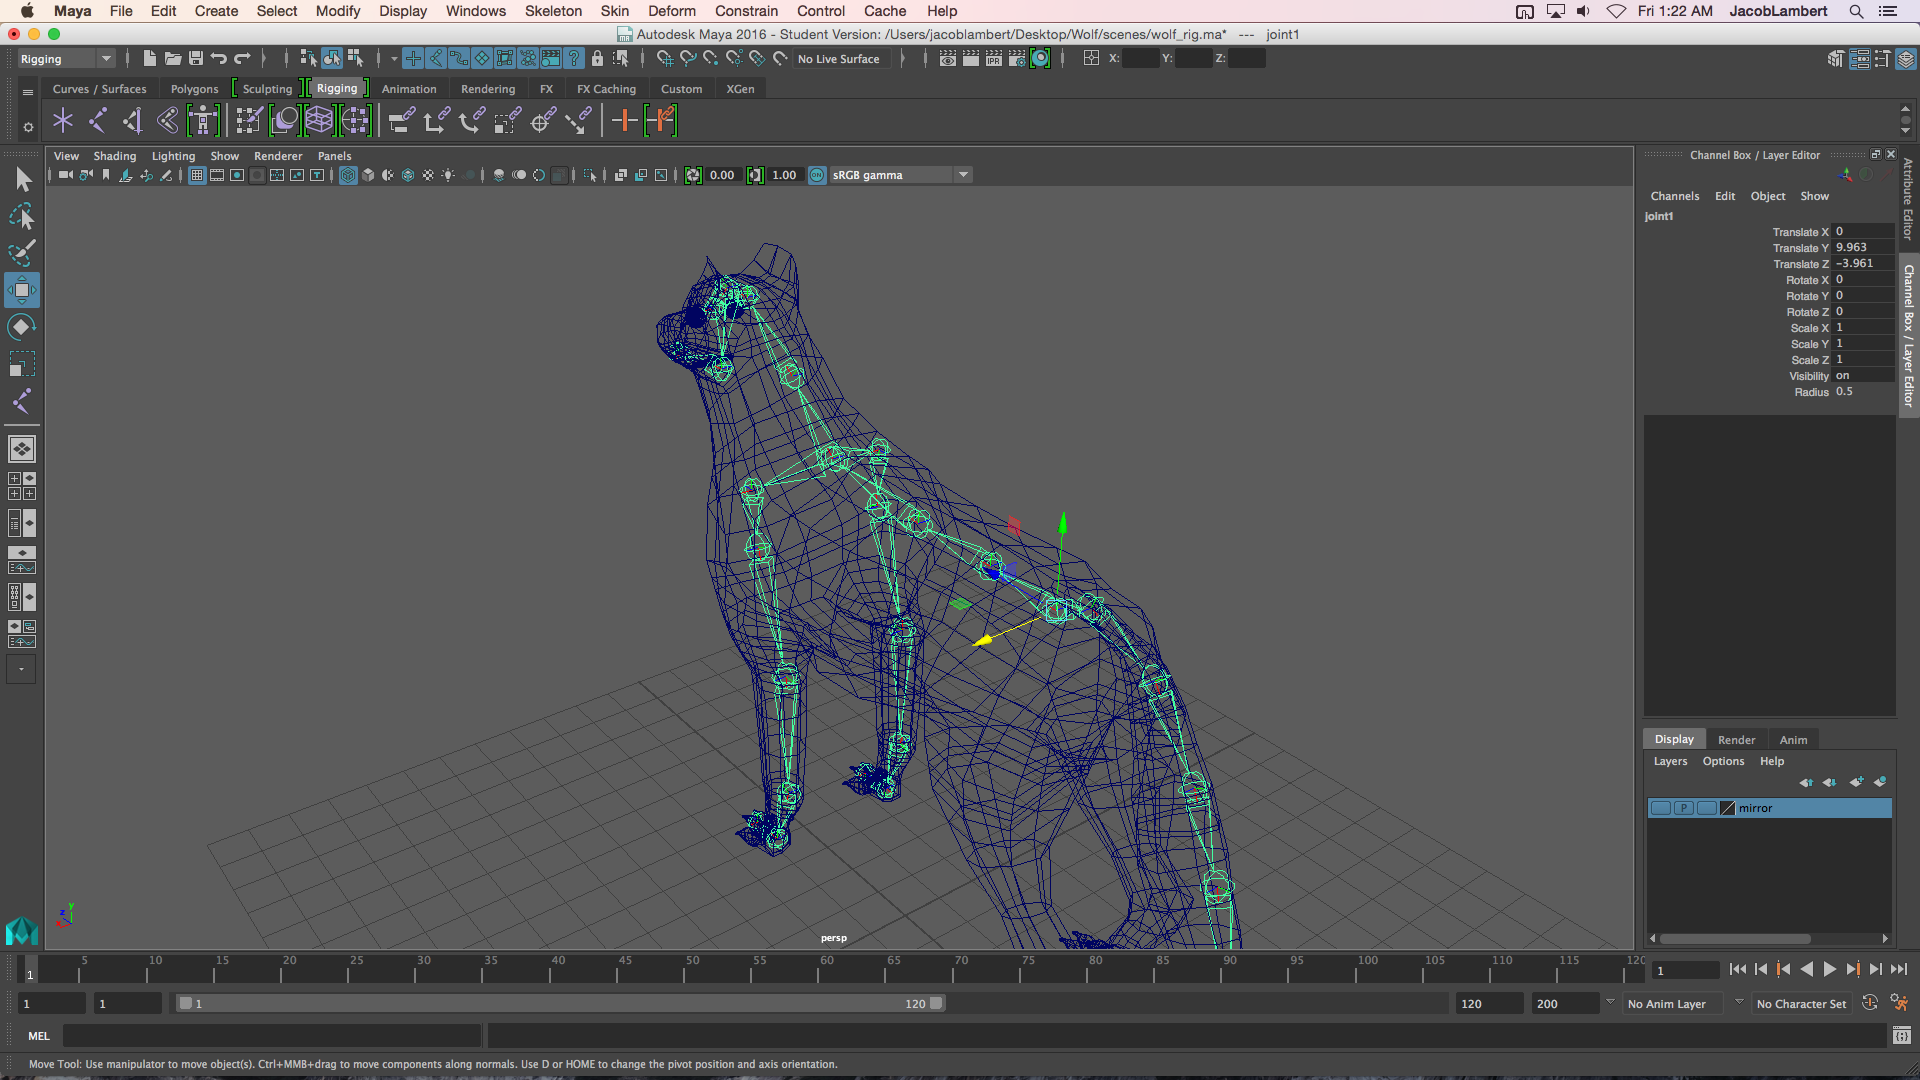 Maya File Edit Create Select Modify Display Windows Skeleton Skin Deform Constrain Control Cache Help Fri 1:22 AM JacobLambert
Autodesk Maya 2016 - Student Version: /Users/jacoblambert/Desktop/Wolf/scenes/wolf_rig.ma* --- joint1
Rigging No Live Surface X: Y: Z:
Curves / Surfaces Polygons Sculpting Rigging Animation Rendering FX FX Caching Custom XGen
View Shading Lighting Show Renderer Panels
0.00 1.00 ON sRGB gamma
Channel Box / Layer Editor
Channels Edit Object Show
joint1
Translate X 0
Translate Y 9.963
Translate Z -3.961
Rotate X 0
Rotate Y 0
Rotate Z 0
Scale X 1
Scale Y 1
Scale Z 1
Visibility on
Radius 0.5
Attribute Editor
Channel Box / Layer Editor
Display Render Anim
Layers Options Help
P mirror
y
z
persp
5 10 15 20 25 30 35 40 45 50 55 60 65 70 75 80 85 90 95 100 105 110 115 120
1 1
1 1 1 120 120 200 No Anim Layer No Character Set
MEL
Move Tool: Use manipulator to move object(s). Ctrl+MMB+drag to move components along normals. Use D or HOME to change the pivot position and axis orientation.